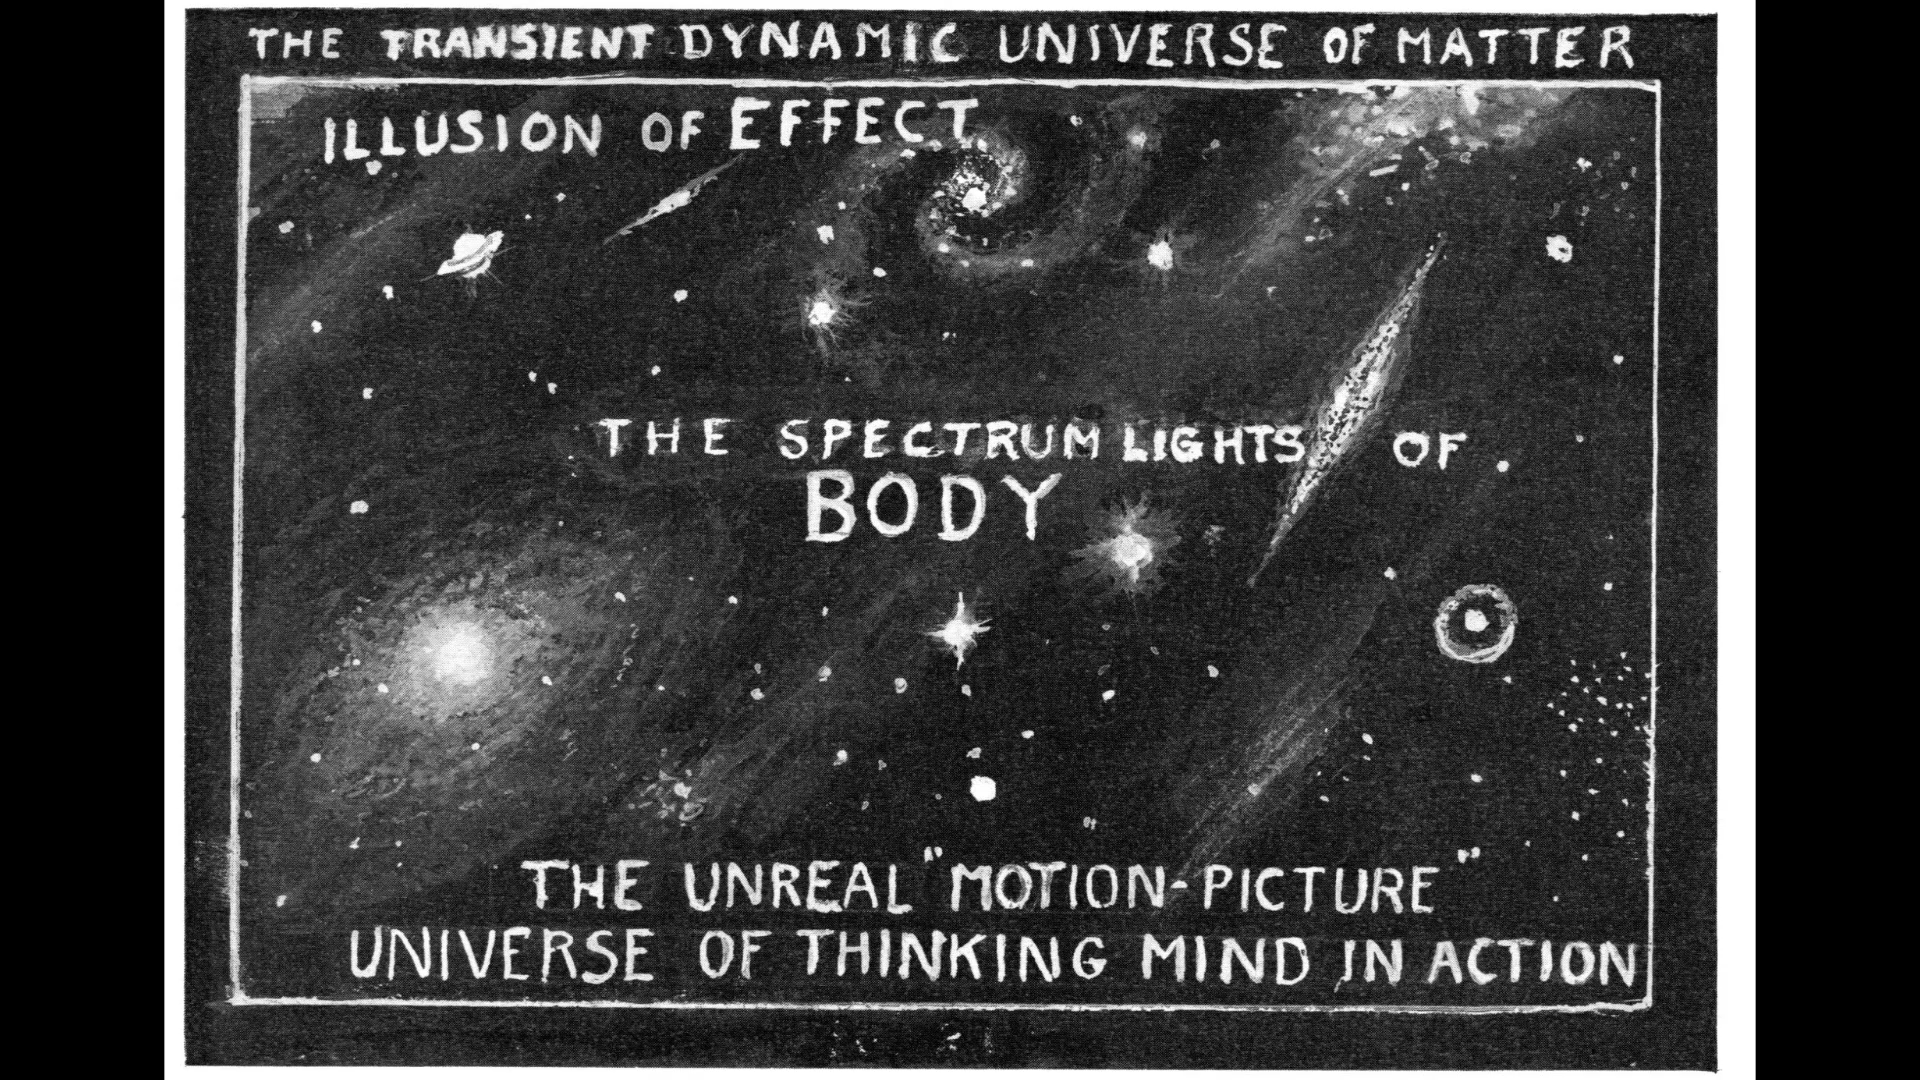 THE TRANSIENT DYNAMIC UNIVERSE OF MATTER
ILLUSION OF EFFECT
THE SPECTRUM LIGHTS OF
BODY
THE UNREAL "MOTION-PICTURE"
UNIVERSE OF THINKING MIND IN ACTION